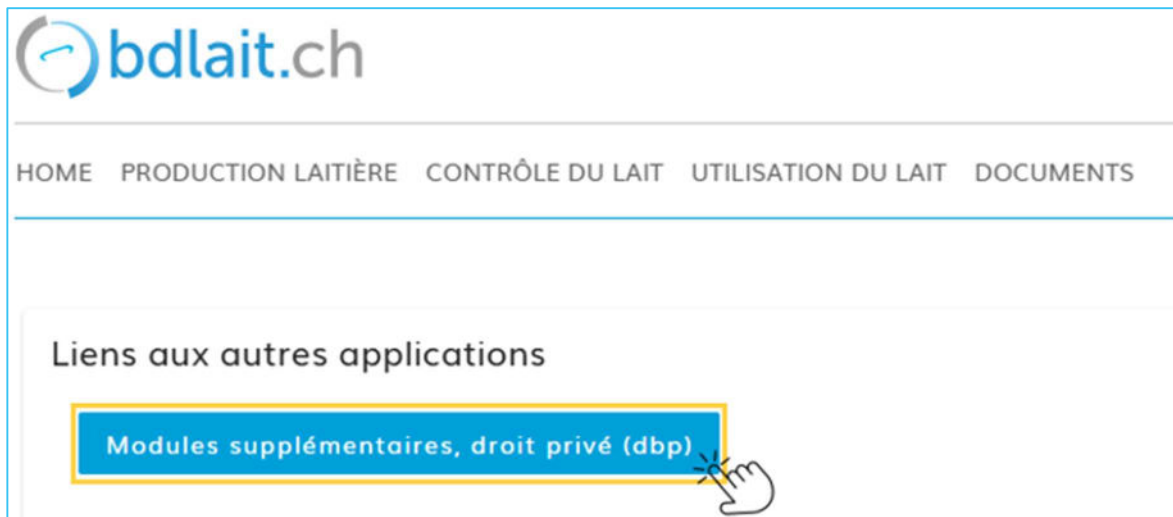 bdlait.ch
HOME PRODUCTION LAITIÈRE CONTRÔLE DU LAIT UTILISATION DU LAIT DOCUMENTS
Liens aux autres applications
Modules supplémentaires, droit privé (dbp)